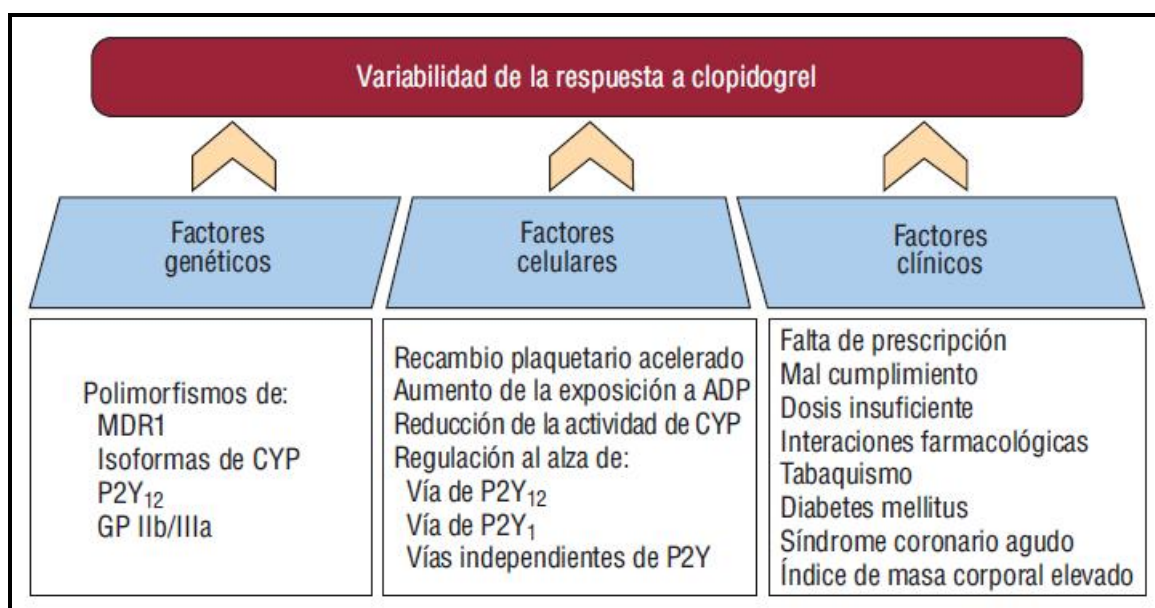 Variabilidad de la respuesta a clopidogrel
Factores
genéticos
Polimorfismos de:
MDR1
Isoformas de CYP
P2Y₁₂
GP IIb/IIIa
Factores
celulares
Recambio plaquetario acelerado
Aumento de la exposición a ADP
Reducción de la actividad de CYP
Regulación al alza de:
Vía de P2Y₁₂
Vía de P2Y₁
Vías independientes de P2Y
Factores
clínicos
Falta de prescripción
Mal cumplimiento
Dosis insuficiente
Interaciones farmacológicas
Tabaquismo
Diabetes mellitus
Síndrome coronario agudo
Índice de masa corporal elevado